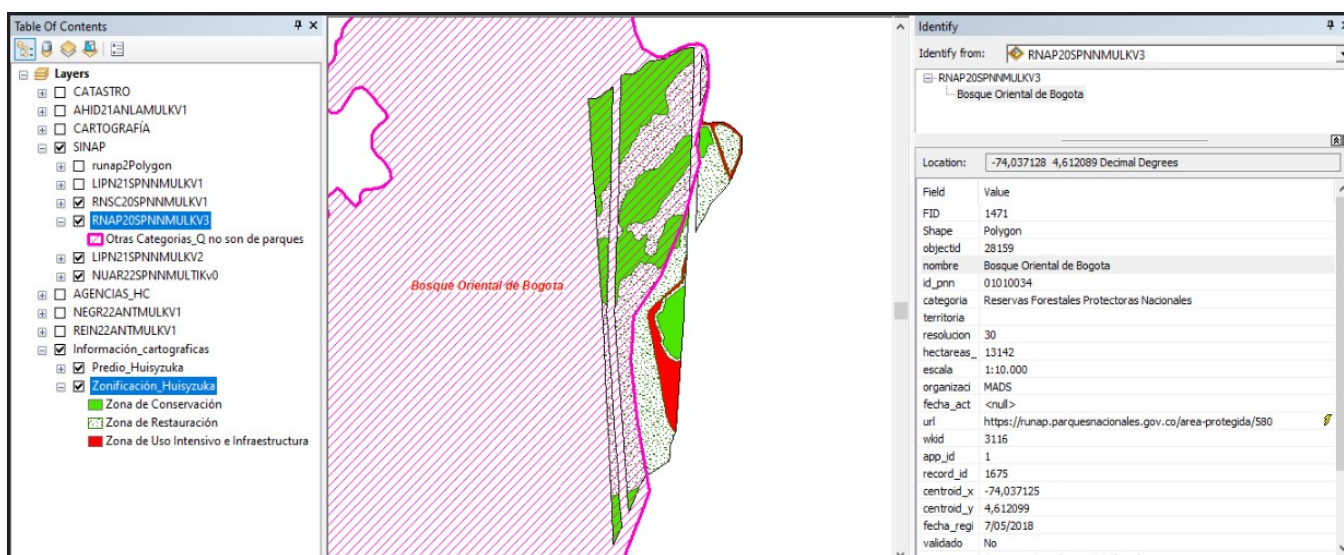 Table Of Contents
Layers
CATASTRO
AHID21ANLAMULKV1
CARTOGRAFÍA
SINAP
runap2Polygon
LIPN21SPNNMULKV1
RNSC20SPNNMULKV1
RNAP20SPNNMULKV3
Otras Categorias_Q no son de parques
LIPN21SPNNMULKV2
NUAR22SPNNMULTIKv0
AGENCIAS_HC
NEGR22ANTMULKV1
REIN22ANTMULKV1
Información_cartograficas
Predio_Huisyzuka
Zonificación_Huisyzuka
Zona de Conservación
Zona de Restauración
Zona de Uso Intensivo e Infraestructura
Bosque Oriental de Bogota
Identify
Identify from: RNAP20SPNNMULKV3
RNAP20SPNNMULKV3
Bosque Oriental de Bogota
Location: -74,037128 4,612089 Decimal Degrees
Field Value
FID 1471
Shape Polygon
objectid 28159
nombre Bosque Oriental de Bogota
id_pnn 01010034
categoria Reservas Forestales Protectoras Nacionales
territoria
resolucion 30
hectareas_ 13142
escala 1:10.000
organizaci MADS
fecha_act <null>
url https://runap.parquesnacionales.gov.co/area-protegida/580
wkid 3116
app_id 1
record_id 1675
centroid_x -74,037125
centroid_y 4,612099
fecha_regi 7/05/2018
validado No